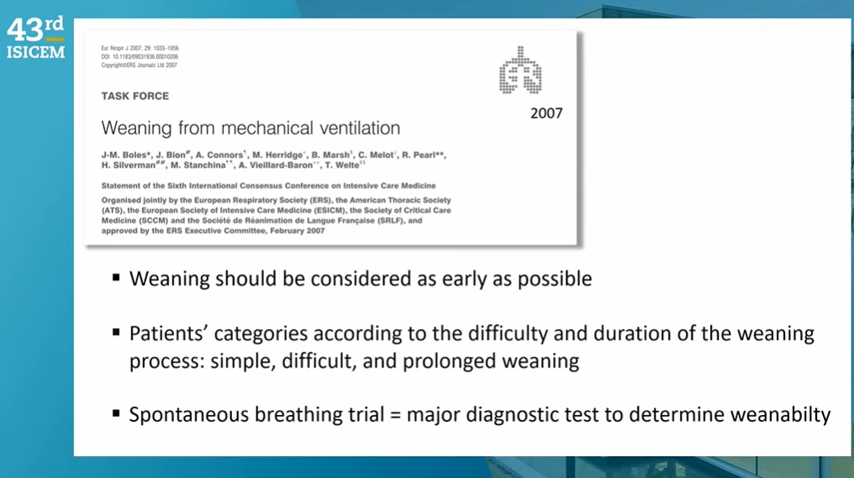 43rd
ISICEM
Eur Respir J 2007; 29: 1033–1056
DOI: 10.1183/09031936.00010206
Copyright©ERS Journals Ltd 2007
TASK FORCE
2007
Weaning from mechanical ventilation
J-M. Boles*, J. Bion#, A. Connors¶, M. Herridge, B. Marsh§, C. Melot, R. Pearl**,
H. Silverman##, M. Stanchina¶¶, A. Vieillard-Baron, T. Welte§§
Statement of the Sixth International Consensus Conference on Intensive Care Medicine
Organised jointly by the European Respiratory Society (ERS), the American Thoracic Society
(ATS), the European Society of Intensive Care Medicine (ESICM), the Society of Critical Care
Medicine (SCCM) and the Société de Réanimation de Langue Française (SRLF), and
approved by the ERS Executive Committee, February 2007
▪ Weaning should be considered as early as possible
▪ Patients’ categories according to the difficulty and duration of the weaning
process: simple, difficult, and prolonged weaning
▪ Spontaneous breathing trial = major diagnostic test to determine weanabilty